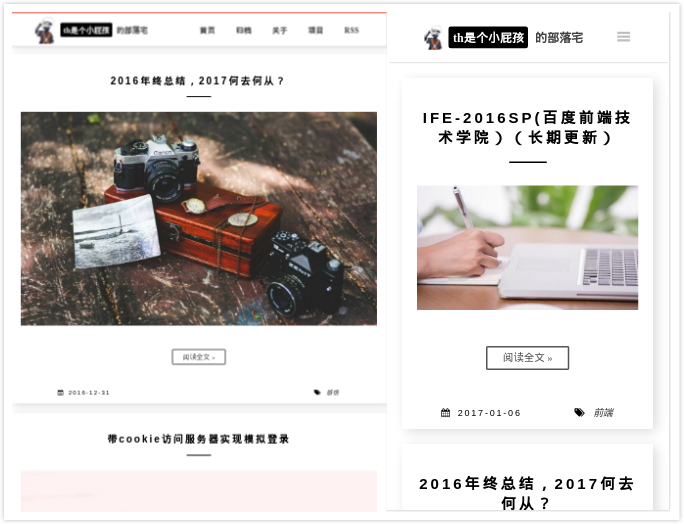 th是个小屁孩 的部落宅
首页 归档 关于 项目 RSS
2016年终总结，2017何去何从？
阅读全文 »
2016-12-31
带cookie访问服务器实现模拟登录
th是个小屁孩 的部落宅
IFE-2016SP(百度前端技
术学院）（长期更新）
阅读全文 »
2017-01-06 前端
2016年终总结，2017何去
何从？